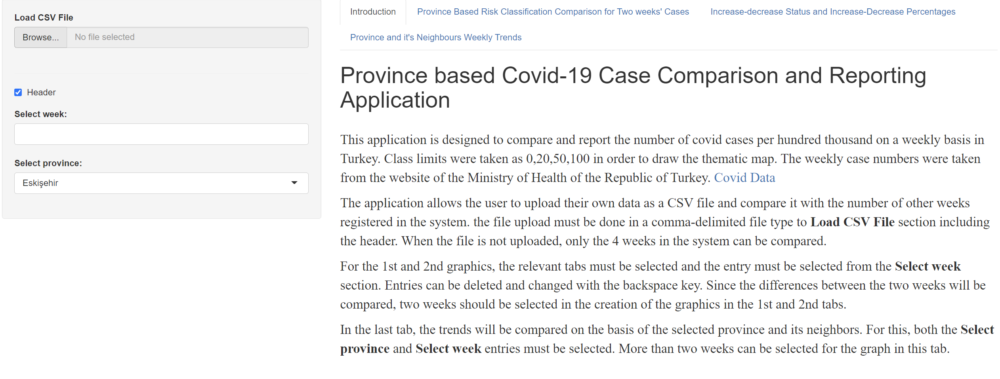 Load CSV File
Browse...
No file selected
Header
Select week:
Select province:
Eskişehir
Introduction
Province Based Risk Classification Comparison for Two weeks' Cases
Increase-decrease Status and Increase-Decrease Percentages
Province and it's Neighbours Weekly Trends
Province based Covid-19 Case Comparison and Reporting
Application
This application is designed to compare and report the number of covid cases per hundred thousand on a weekly basis in
Turkey. Class limits were taken as 0,20,50,100 in order to draw the thematic map. The weekly case numbers were taken
from the website of the Ministry of Health of the Republic of Turkey. Covid Data
The application allows the user to upload their own data as a CSV file and compare it with the number of other weeks
registered in the system. the file upload must be done in a comma-delimited file type to Load CSV File section including
the header. When the file is not uploaded, only the 4 weeks in the system can be compared.
For the 1st and 2nd graphics, the relevant tabs must be selected and the entry must be selected from the Select week
section. Entries can be deleted and changed with the backspace key. Since the differences between the two weeks will be
compared, two weeks should be selected in the creation of the graphics in the 1st and 2nd tabs.
In the last tab, the trends will be compared on the basis of the selected province and its neighbors. For this, both the Select
province and Select week entries must be selected. More than two weeks can be selected for the graph in this tab.